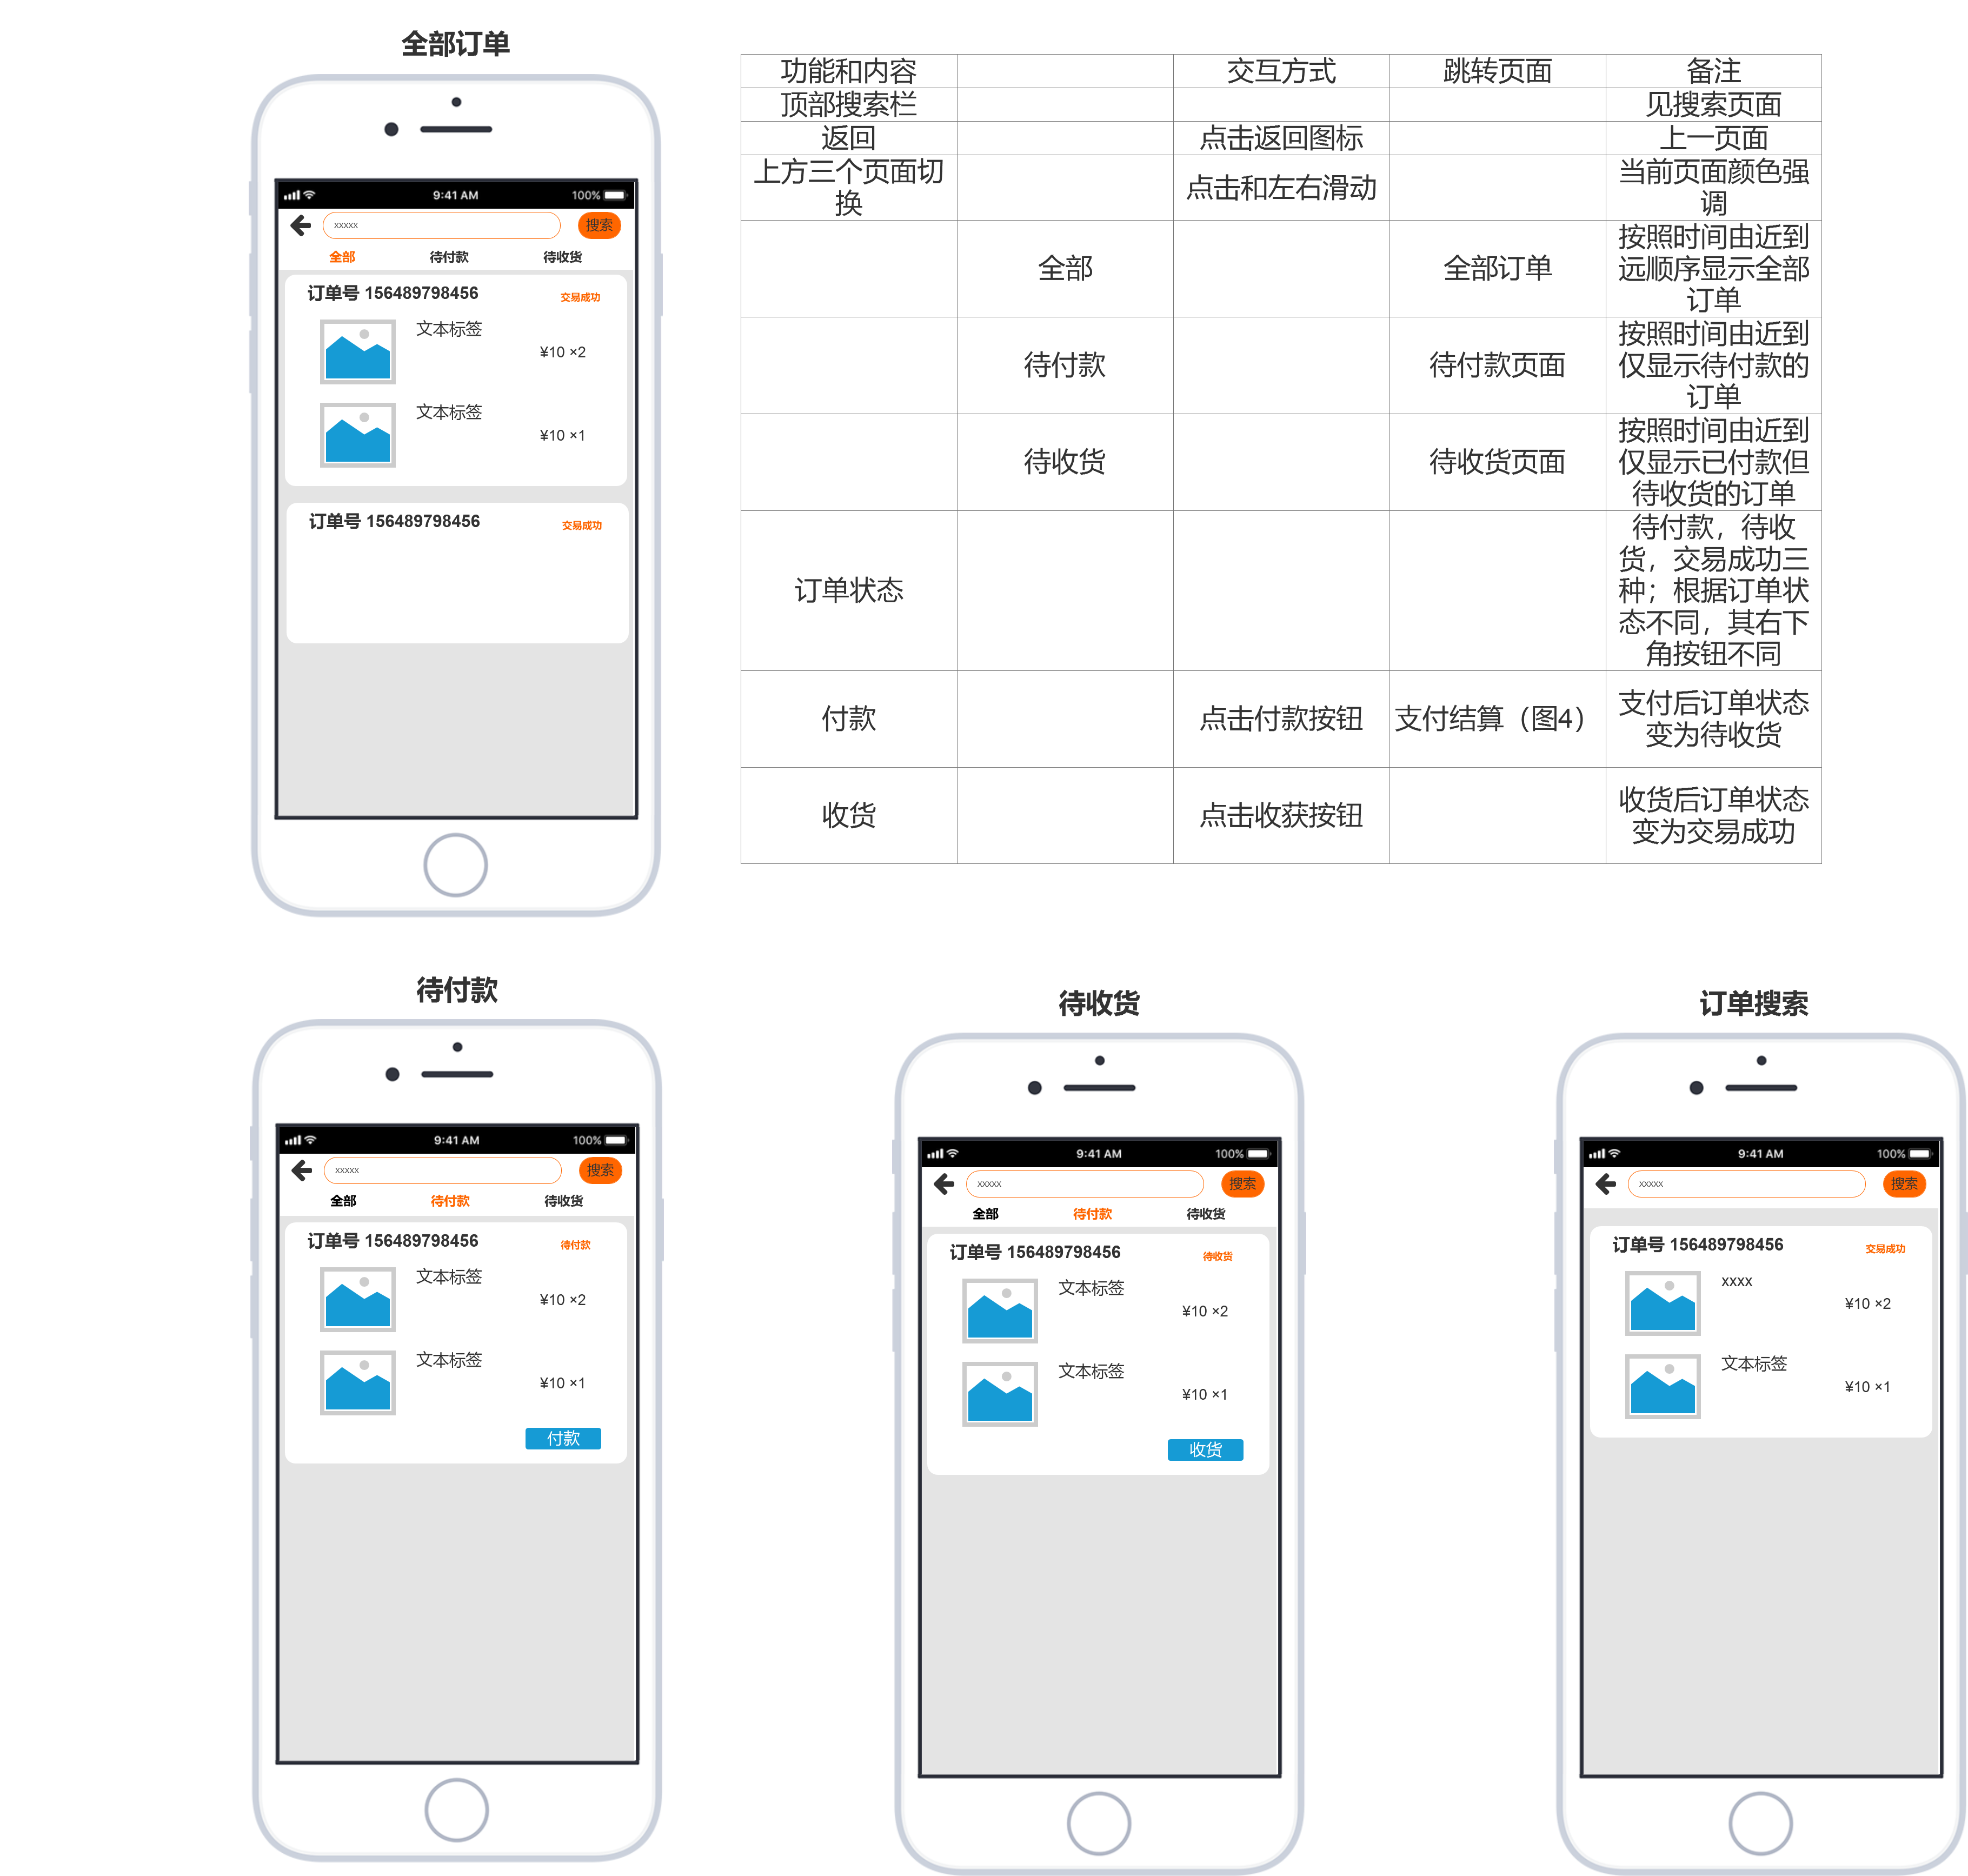 全部订单
9:41 AM
100%
xxxxx
搜索
全部
待付款
待收货
订单号 156489798456
交易成功
文本标签
¥10 ×2
文本标签
¥10 ×1
订单号 156489798456
交易成功
功能和内容
交互方式
跳转页面
备注
顶部搜索栏
见搜索页面
返回
点击返回图标
上一页面
上方三个页面切
换
点击和左右滑动
当前页面颜色强
调
全部
全部订单
按照时间由近到
远顺序显示全部
订单
待付款
待付款页面
按照时间由近到
仅显示待付款的
订单
待收货
待收货页面
按照时间由近到
仅显示已付款但
待收货的订单
订单状态
待付款，待收
货，交易成功三
种；根据订单状
态不同，其右下
角按钮不同
付款
点击付款按钮
支付结算（图4）
支付后订单状态
变为待收货
收货
点击收获按钮
收货后订单状态
变为交易成功
待付款
9:41 AM
100%
xxxxx
搜索
全部
待付款
待收货
订单号 156489798456
待付款
文本标签
¥10 ×2
文本标签
¥10 ×1
付款
待收货
9:41 AM
100%
xxxxx
搜索
全部
待付款
待收货
订单号 156489798456
待收货
文本标签
¥10 ×2
文本标签
¥10 ×1
收货
订单搜索
9:41 AM
100%
xxxxx
搜索
订单号 156489798456
交易成功
xxxx
¥10 ×2
文本标签
¥10 ×1